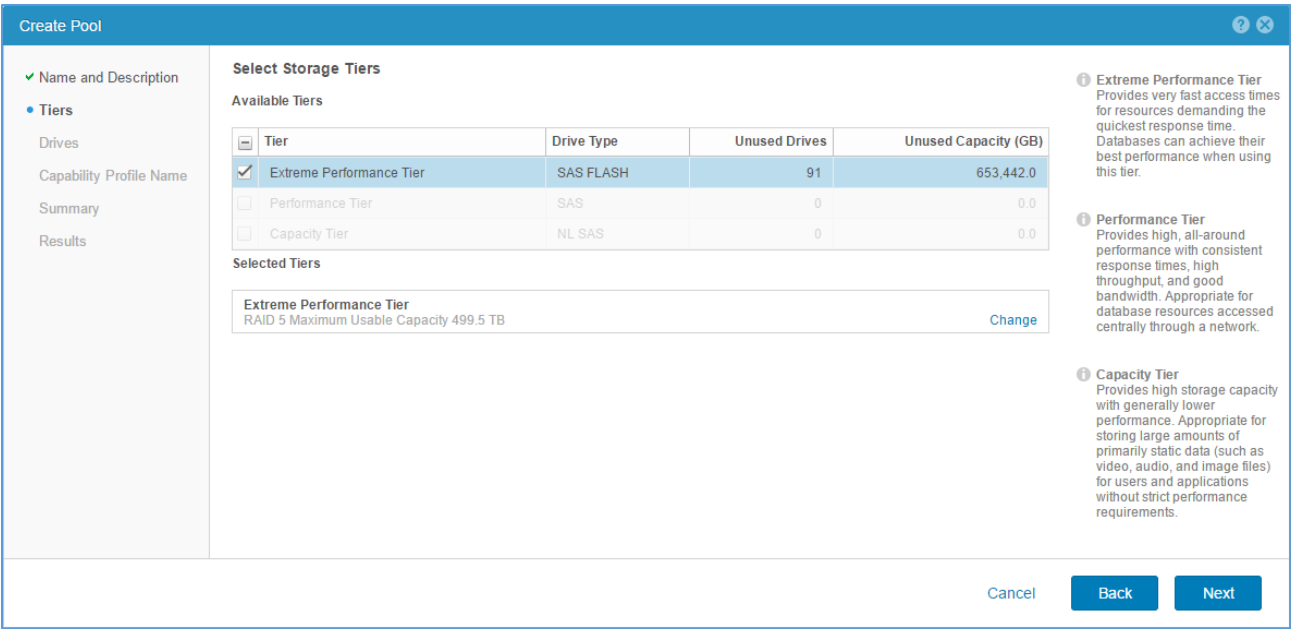 Create Pool
Name and Description
Tiers
Drives
Capability Profile Name
Summary
Results
Select Storage Tiers
Available Tiers
Tier Drive Type Unused Drives Unused Capacity (GB)
Extreme Performance Tier SAS FLASH 91 653,442.0
Performance Tier SAS 0 0.0
Capacity Tier NL SAS 0 0.0
Selected Tiers
Extreme Performance Tier
RAID 5 Maximum Usable Capacity 499.5 TB
Change
Extreme Performance Tier
Provides very fast access times
for resources demanding the
quickest response time.
Databases can achieve their
best performance when using
this tier.
Performance Tier
Provides high, all-around
performance with consistent
response times, high
throughput, and good
bandwidth. Appropriate for
database resources accessed
centrally through a network.
Capacity Tier
Provides high storage capacity
with generally lower
performance. Appropriate for
storing large amounts of
primarily static data (such as
video, audio, and image files)
for users and applications
without strict performance
requirements.
Cancel Back Next